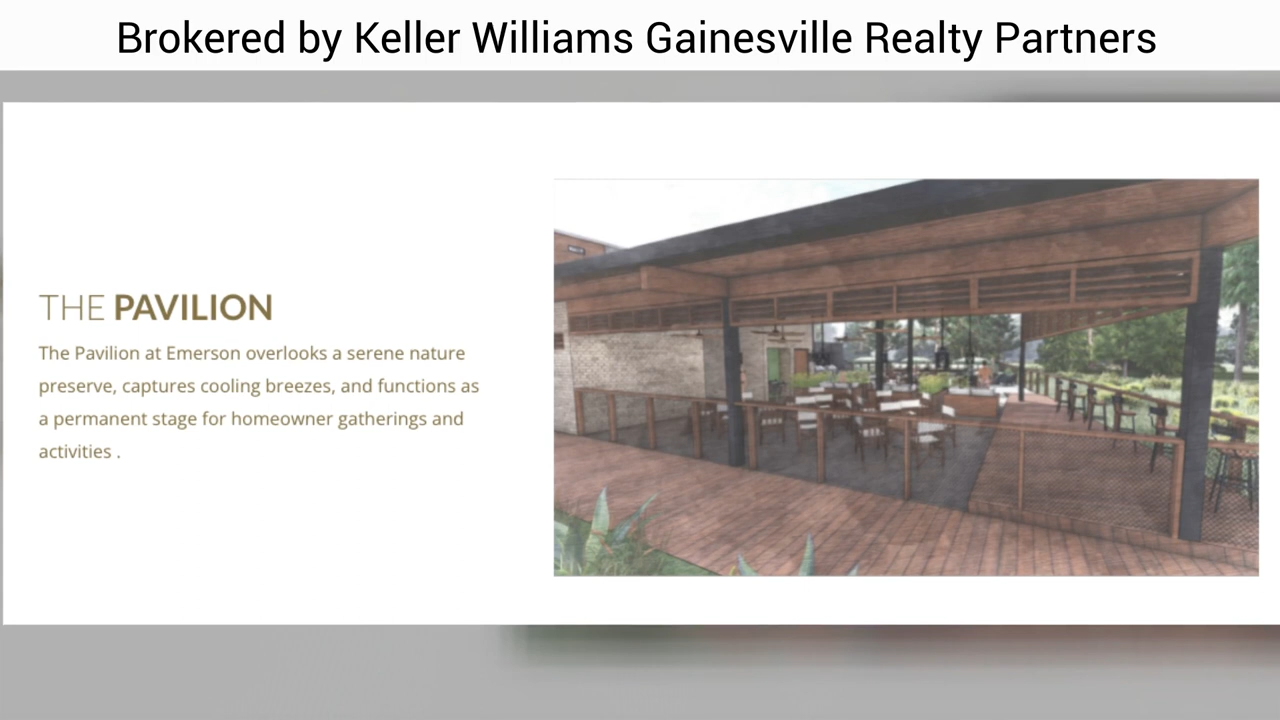 Brokered by Keller Williams Gainesville Realty Partners
THE PAVILION
The Pavilion at Emerson overlooks a serene nature
preserve, captures cooling breezes, and functions as
a permanent stage for homeowner gatherings and
activities .